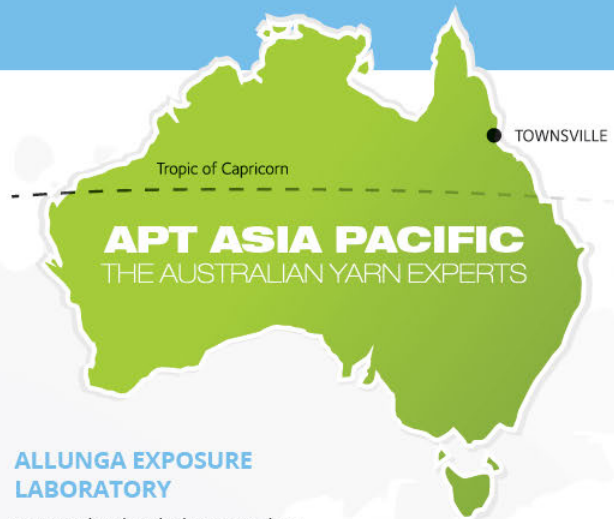 TOWNSVILLE
Tropic of Capricorn
APT ASIA PACIFIC
THE AUSTRALIAN YARN EXPERTS
ALLUNGA EXPOSURE
LABORATORY